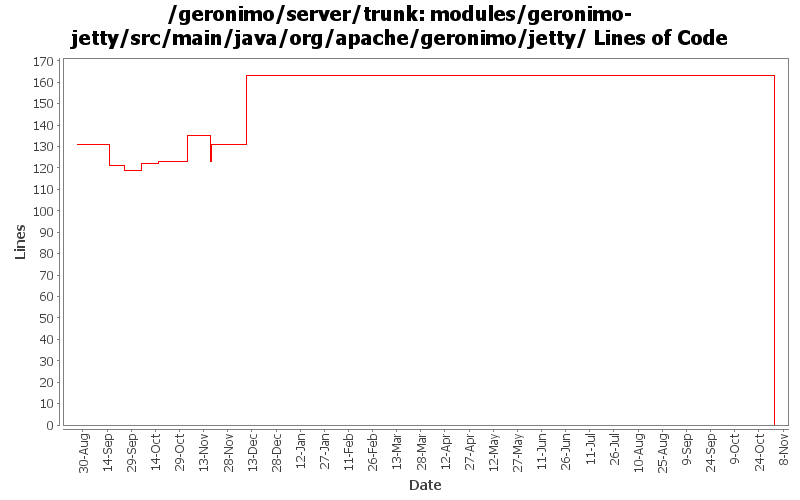 /geronimo/server/trunk: modules/geronimo-
jetty/src/main/java/org/apache/geronimo/jetty/ Lines of Code
170
160
150
140
130
120
110
100
90
80
70
60
50
40
30
20
10
0
Lines
30-Aug
14-Sep
29-Sep
14-Oct
29-Oct
13-Nov
28-Nov
13-Dec
28-Dec
12-Jan
27-Jan
11-Feb
26-Feb
13-Mar
28-Mar
12-Apr
27-Apr
12-May
27-May
11-Jun
26-Jun
11-Jul
26-Jul
10-Aug
25-Aug
9-Sep
24-Sep
9-Oct
24-Oct
8-Nov
Date